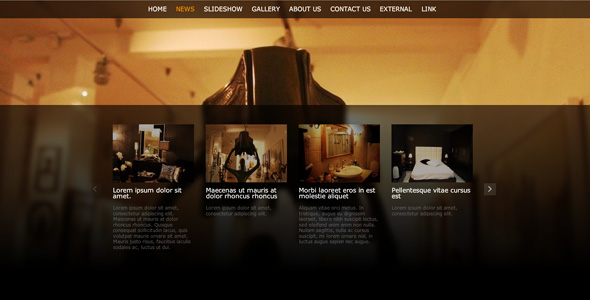 HOME NEWS SLIDESHOW GALLERY ABOUT US CONTACT US EXTERNAL LINK
Lorem ipsum dolor sit
amet.
Lorem ipsum dolor sit amet,
consectetur adipiscing elit.
Maecenas ut mauris at dolor
rhoncus rhoncus. Quisque
consequat sollicitudin lacus, quis
volutpat mauris ornare sit amet.
Mauris justo risus, faucibus iaculis
sodales ac, luctus ut dui.
Maecenas ut mauris at
dolor rhoncus rhoncus
Lorem ipsum dolor sit amet,
consectetur adipiscing elit.
Morbi laoreet eros in est
molestie aliquet
Aliquam vitae orci metus. In
tristique, augue eu dignissim
laoreet, libero nibh suscipit lectus,
sed eleifend sem enim non nulla.
Nullam sagittis, nulla ac cursus
suscipit, mi lorem urna nisl, in
luctus augue sapien nec augue.
Pellentesque vitae cursus
est
Lorem ipsum dolor sit amet,
consectetur adipiscing elit.